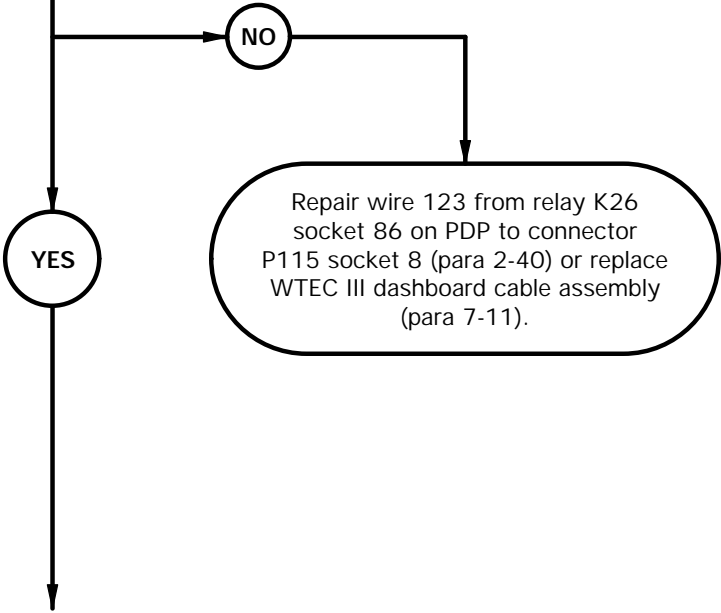 NO
YES
Repair wire 123 from relay K26
socket 86 on PDP to connector
P115 socket 8 (para 2-40) or replace
WTEC III dashboard cable assembly
(para 7-11).